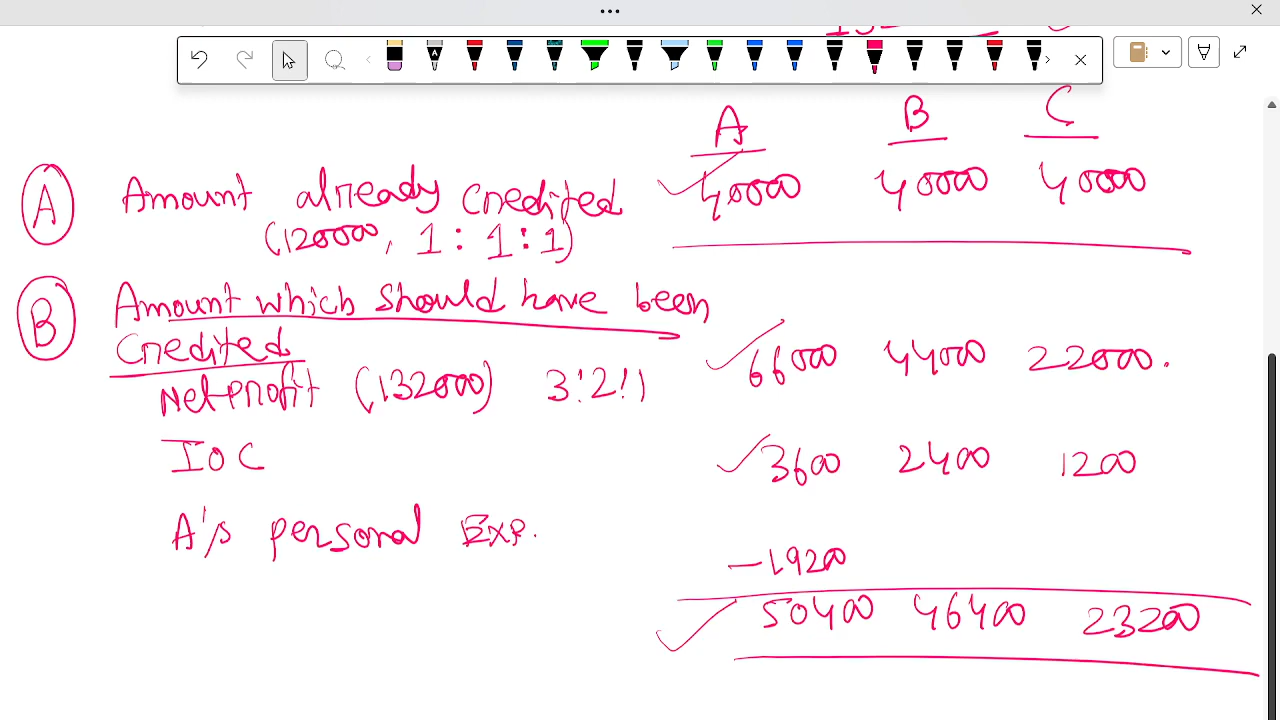 A B C
A Amount already Credited 40000 40000 40000
(120000, 1 : 1 : 1)
B Amount which should have been
Credited
Net profit (132000) 3:2:1 66000 44000 22000.
IOC 3600 2400 1200
A's personal Exp.
-19200
50400 46400 23200